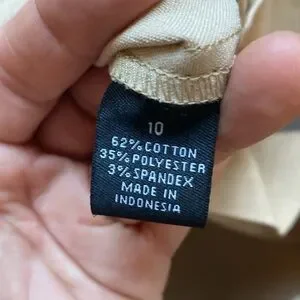 10
62% COTTON
35% POLYESTER
3% SPANDEX
MADE IN
INDONESIA